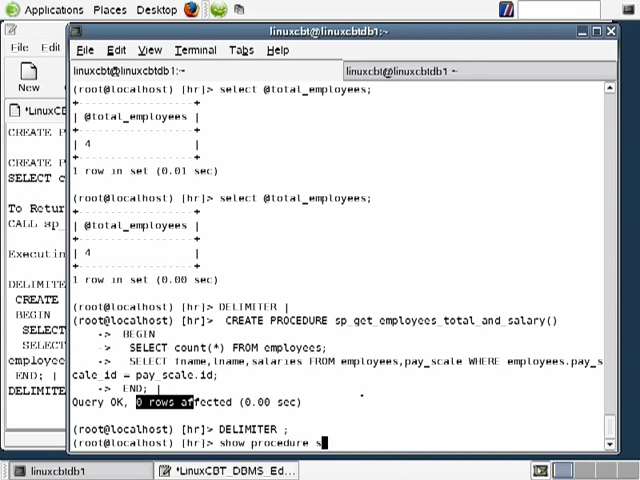 Applications Places Desktop
linuxcbt@linuxcbtdb1:~
File Edit
File Edit View Terminal Tabs Help
New
linuxcbt@linuxcbtdb1:~
linuxcbt@linuxcbtdb1 ~
*LinuxC
(root@localhost) [hr]> select @total_employees;
+------------------+
| @total_employees |
+------------------+
| 4                |
+------------------+
1 row in set (0.01 sec)
(root@localhost) [hr]> select @total_employees;
+------------------+
| @total_employees |
+------------------+
| 4                |
+------------------+
1 row in set (0.00 sec)
(root@localhost) [hr]> DELIMITER |
(root@localhost) [hr]>  CREATE PROCEDURE sp_get_employees_total_and_salary()
    -> BEGIN
    ->  SELECT count(*) FROM employees;
    ->  SELECT fname,lname,salaries FROM employees,pay_scale WHERE employees.pay_s
cale_id = pay_scale.id;
    -> END; |
Query OK, 0 rows affected (0.00 sec)
(root@localhost) [hr]> DELIMITER ;
(root@localhost) [hr]> show procedure s
CREATE P
CREATE P
SELECT c
To Retur
CALL sp_
Executin
DELIMITE
CREATE
BEGIN
SELECT
SELECT
employee
END; |
DELIMITE
linuxcbt
*LinuxCBT_DBMS_Ed...